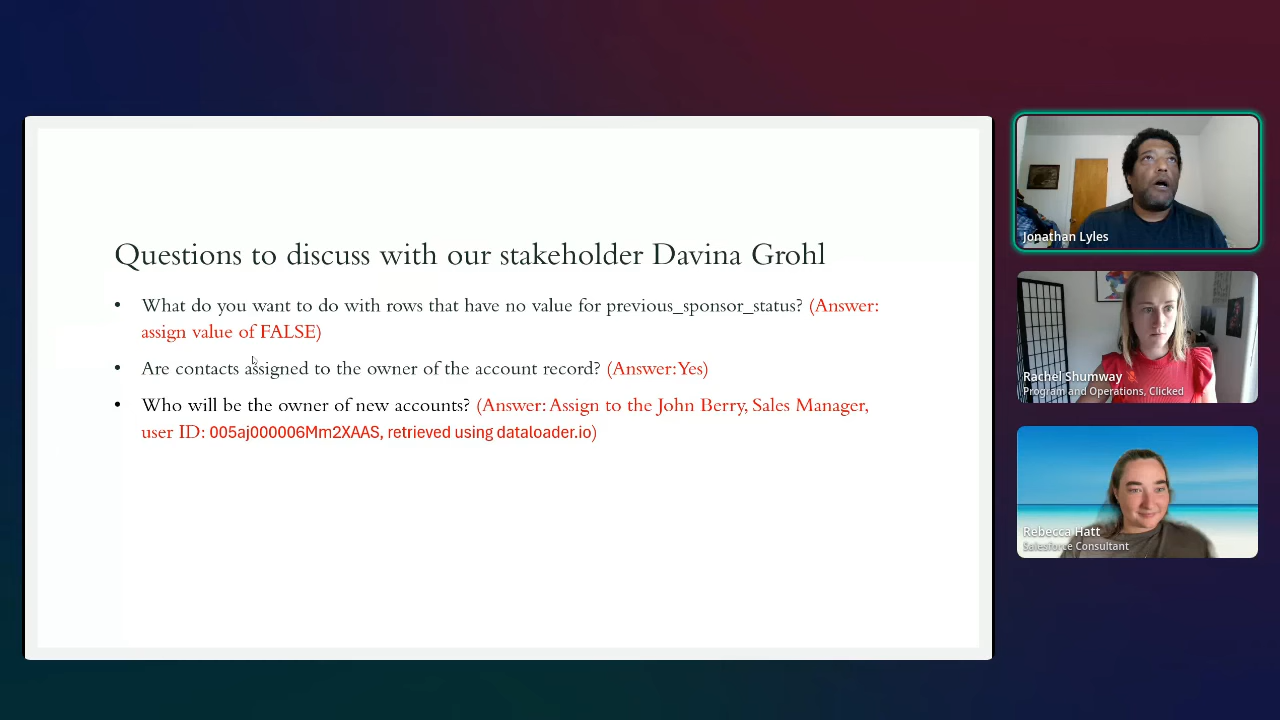 Questions to discuss with our stakeholder Davina Grohl
• What do you want to do with rows that have no value for previous_sponsor_status? (Answer:
assign value of FALSE)
• Are contacts assigned to the owner of the account record? (Answer: Yes)
• Who will be the owner of new accounts? (Answer: Assign to the John Berry, Sales Manager,
user ID: 005aj000006Mm2XAAS, retrieved using dataloader.io)
Jonathan Lyles
Rachel Shumway
Program and Operations, Clicked
Rebecca Hatt
Salesforce Consultant